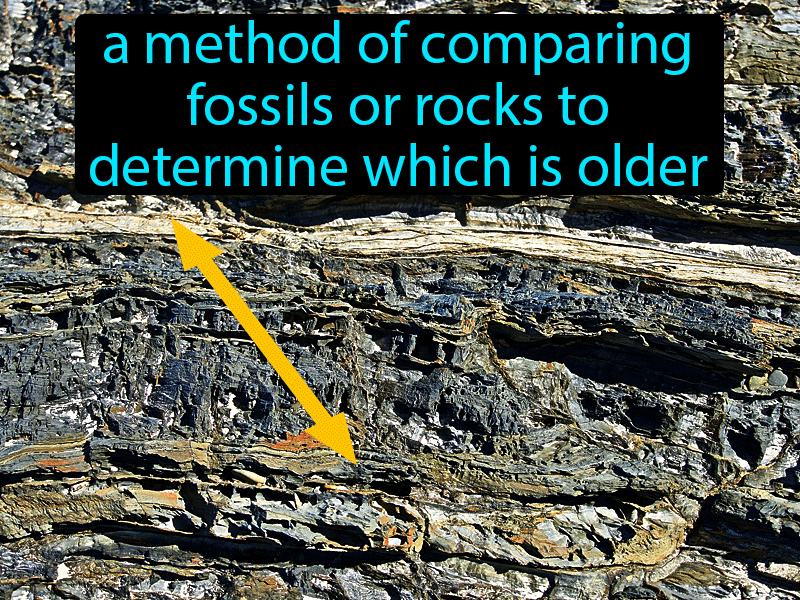 a method of comparing
fossils or rocks to
determine which is older